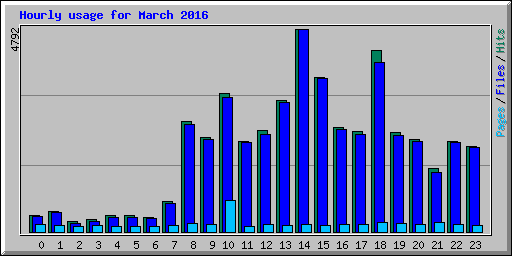 Hourly usage for March 2016
4792
Pages / Files / Hits
0 1 2 3 4 5 6 7 8 9 10 11 12 13 14 15 16 17 18 19 20 21 22 23